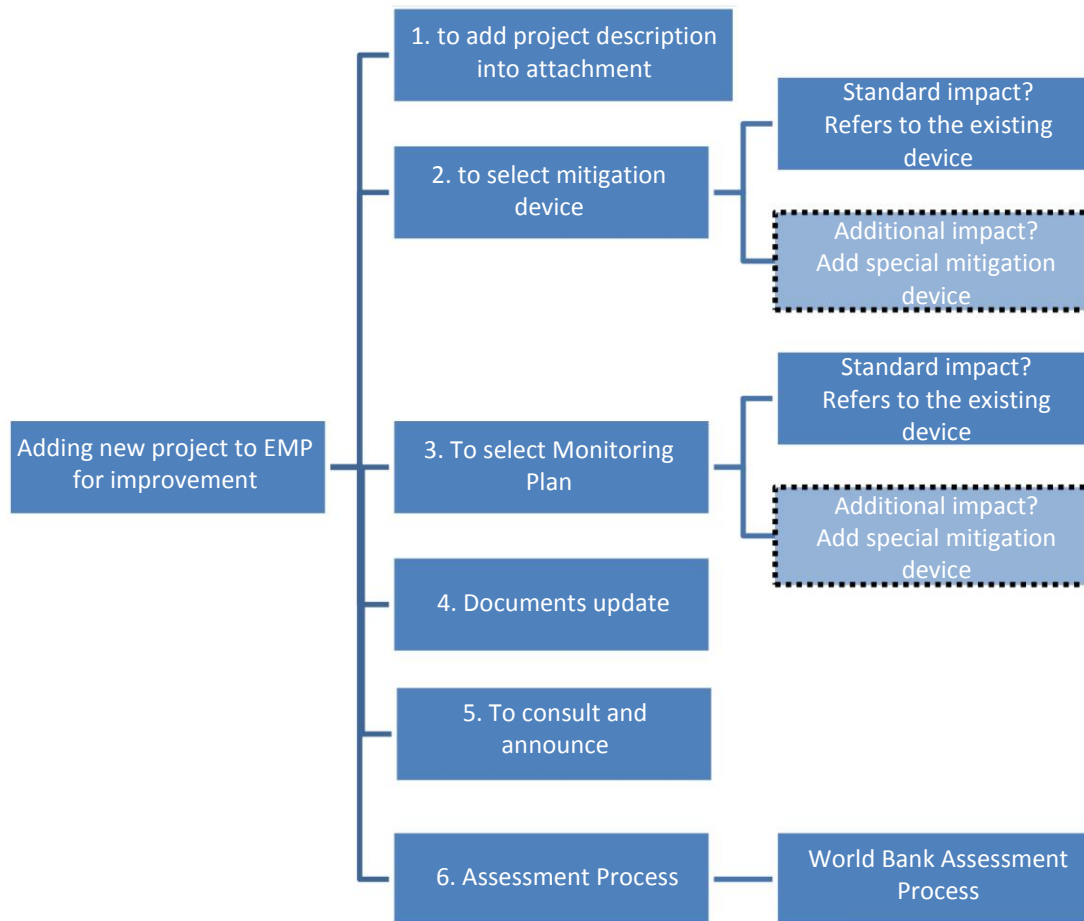 1. to add project description
into attachment
Standard impact?
Refers to the existing
device
2. to select mitigation
device
Additional impact?
Add special mitigation
device
Standard impact?
Refers to the existing
device
Adding new project to EMP
for improvement
3. To select Monitoring
Plan
Additional impact?
Add special mitigation
device
4. Documents update
5. To consult and
announce
6. Assessment Process
World Bank Assessment
Process